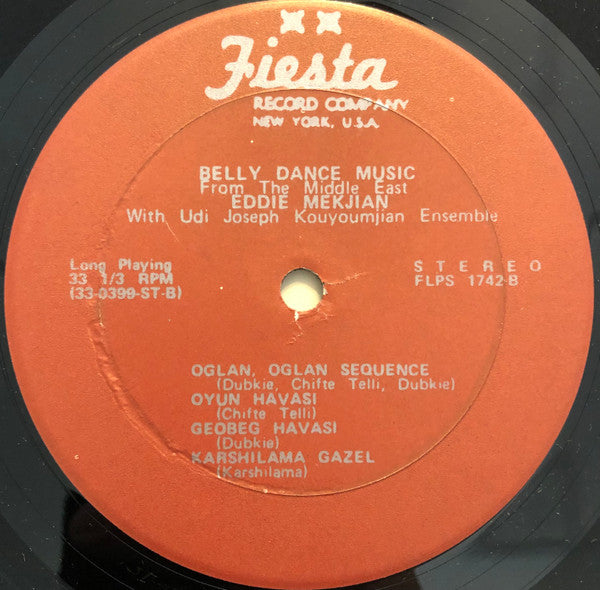 Fiesta
RECORD COMPANY
NEW YORK, U.S.A.
BELLY DANCE MUSIC
From The Middle East
EDDIE MEKJIAN
With Udi Joseph Kouyoumjian Ensemble
Long Playing
33 1/3 RPM
(33-0399-ST-B)
STEREO
FLPS 1742-B
OGLAN, OGLAN SEQUENCE
(Dubkie, Chifte Telli, Dubkie)
OYUN HAVASI
(Chifte Telli)
GEOBEG HAVASI
(Dubkie)
KARSHILAMA GAZEL
(Karshilama)